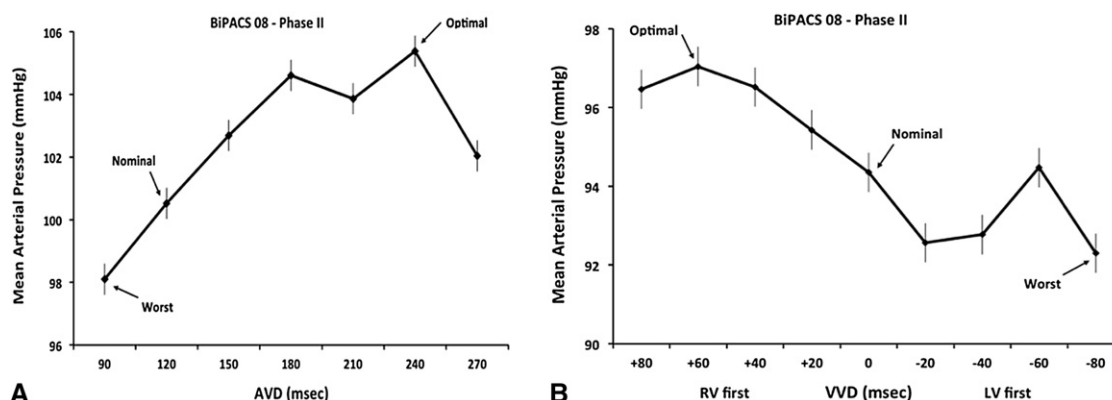 BiPACS 08 - Phase II
Mean Arterial Pressure (mmHg)
106
104
102
100
98
96
Optimal
Nominal
Worst
90 120 150 180 210 240 270
AVD (msec)
A
BiPACS 08 - Phase II
Mean Arterial Pressure (mmHg)
98
96
94
92
90
Optimal
Nominal
Worst
+80 +60 +40 +20 0 -20 -40 -60 -80
RV first VVD (msec) LV first
B